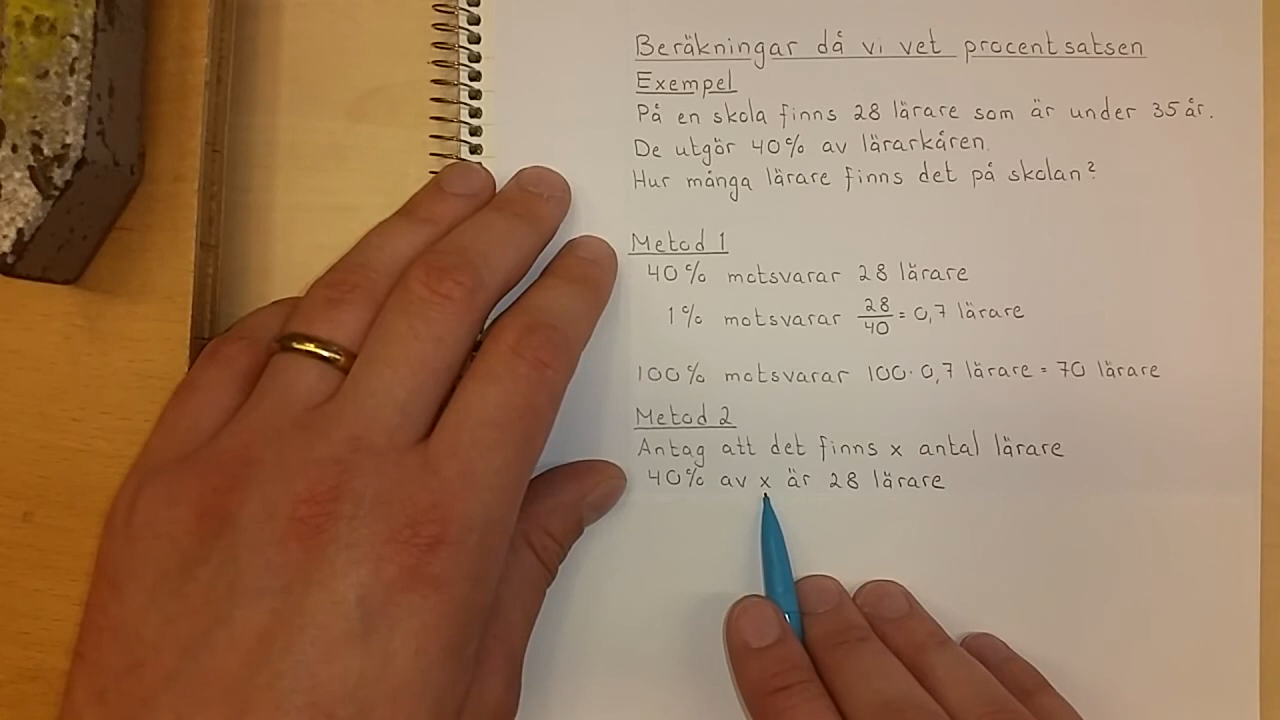 Beräkningar då vi vet procentsatsen
Exempel
På en skola finns 28 lärare som är under 35 år.
De utgör 40% av lärarkåren.
Hur många lärare finns det på skolan?
Metod 1
40% motsvarar 28 lärare
1% motsvarar 28/40 = 0,7 lärare
100% motsvarar 100·0,7 lärare = 70 lärare
Metod 2
Antag att det finns x antal lärare
40% av x är 28 lärare